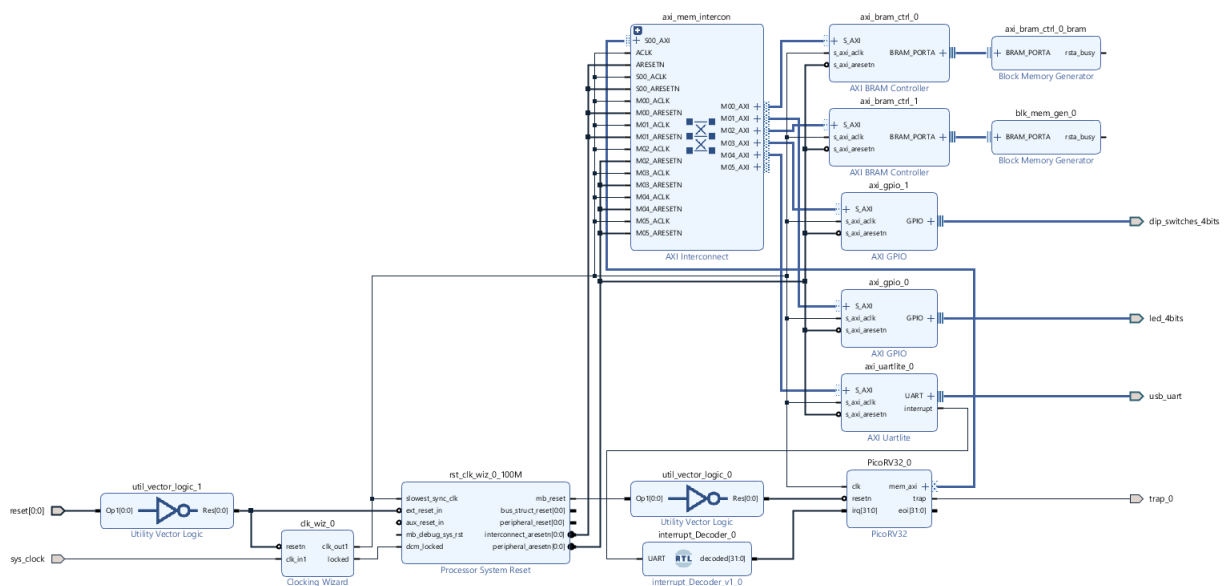 axi_mem_intercon
S00_AXI
ACLK
ARESETN
S00_ACLK
S00_ARESETN
M00_ACLK
M00_ARESETN
M01_ACLK
M01_ARESETN
M02_ACLK
M02_ARESETN
M03_ACLK
M03_ARESETN
M04_ACLK
M04_ARESETN
M05_ACLK
M05_ARESETN
M00_AXI
M01_AXI
M02_AXI
M03_AXI
M04_AXI
M05_AXI
AXI Interconnect
axi_bram_ctrl_0
S_AXI
s_axi_aclk
s_axi_aresetn
BRAM_PORTA
AXI BRAM Controller
axi_bram_ctrl_0_bram
BRAM_PORTA
rsta_busy
Block Memory Generator
axi_bram_ctrl_1
S_AXI
s_axi_aclk
s_axi_aresetn
BRAM_PORTA
AXI BRAM Controller
blk_mem_gen_0
BRAM_PORTA
rsta_busy
Block Memory Generator
axi_gpio_1
S_AXI
s_axi_aclk
s_axi_aresetn
GPIO
AXI GPIO
dip_switches_4bits
axi_gpio_0
S_AXI
s_axi_aclk
s_axi_aresetn
GPIO
AXI GPIO
led_4bits
axi_uartlite_0
S_AXI
s_axi_aclk
s_axi_aresetn
UART
interrupt
AXI Uartlite
usb_uart
reset[0:0]
sys_clock
util_vector_logic_1
Op1[0:0]
Res[0:0]
Utility Vector Logic
clk_wiz_0
resetn
clk_in1
clk_out1
locked
Clocking Wizard
rst_clk_wiz_0_100M
slowest_sync_clk
ext_reset_in
aux_reset_in
mb_debug_sys_rst
dcm_locked
mb_reset
bus_struct_reset[0:0]
peripheral_reset[0:0]
interconnect_aresetn[0:0]
peripheral_aresetn[0:0]
Processor System Reset
util_vector_logic_0
Op1[0:0]
Res[0:0]
Utility Vector Logic
interrupt_Decoder_0
UART
RTL
decoded[31:0]
interrupt_Decoder_v1_0
PicoRV32_0
clk
resetn
irq[31:0]
mem_axi
trap
eoi[31:0]
PicoRV32
trap_0